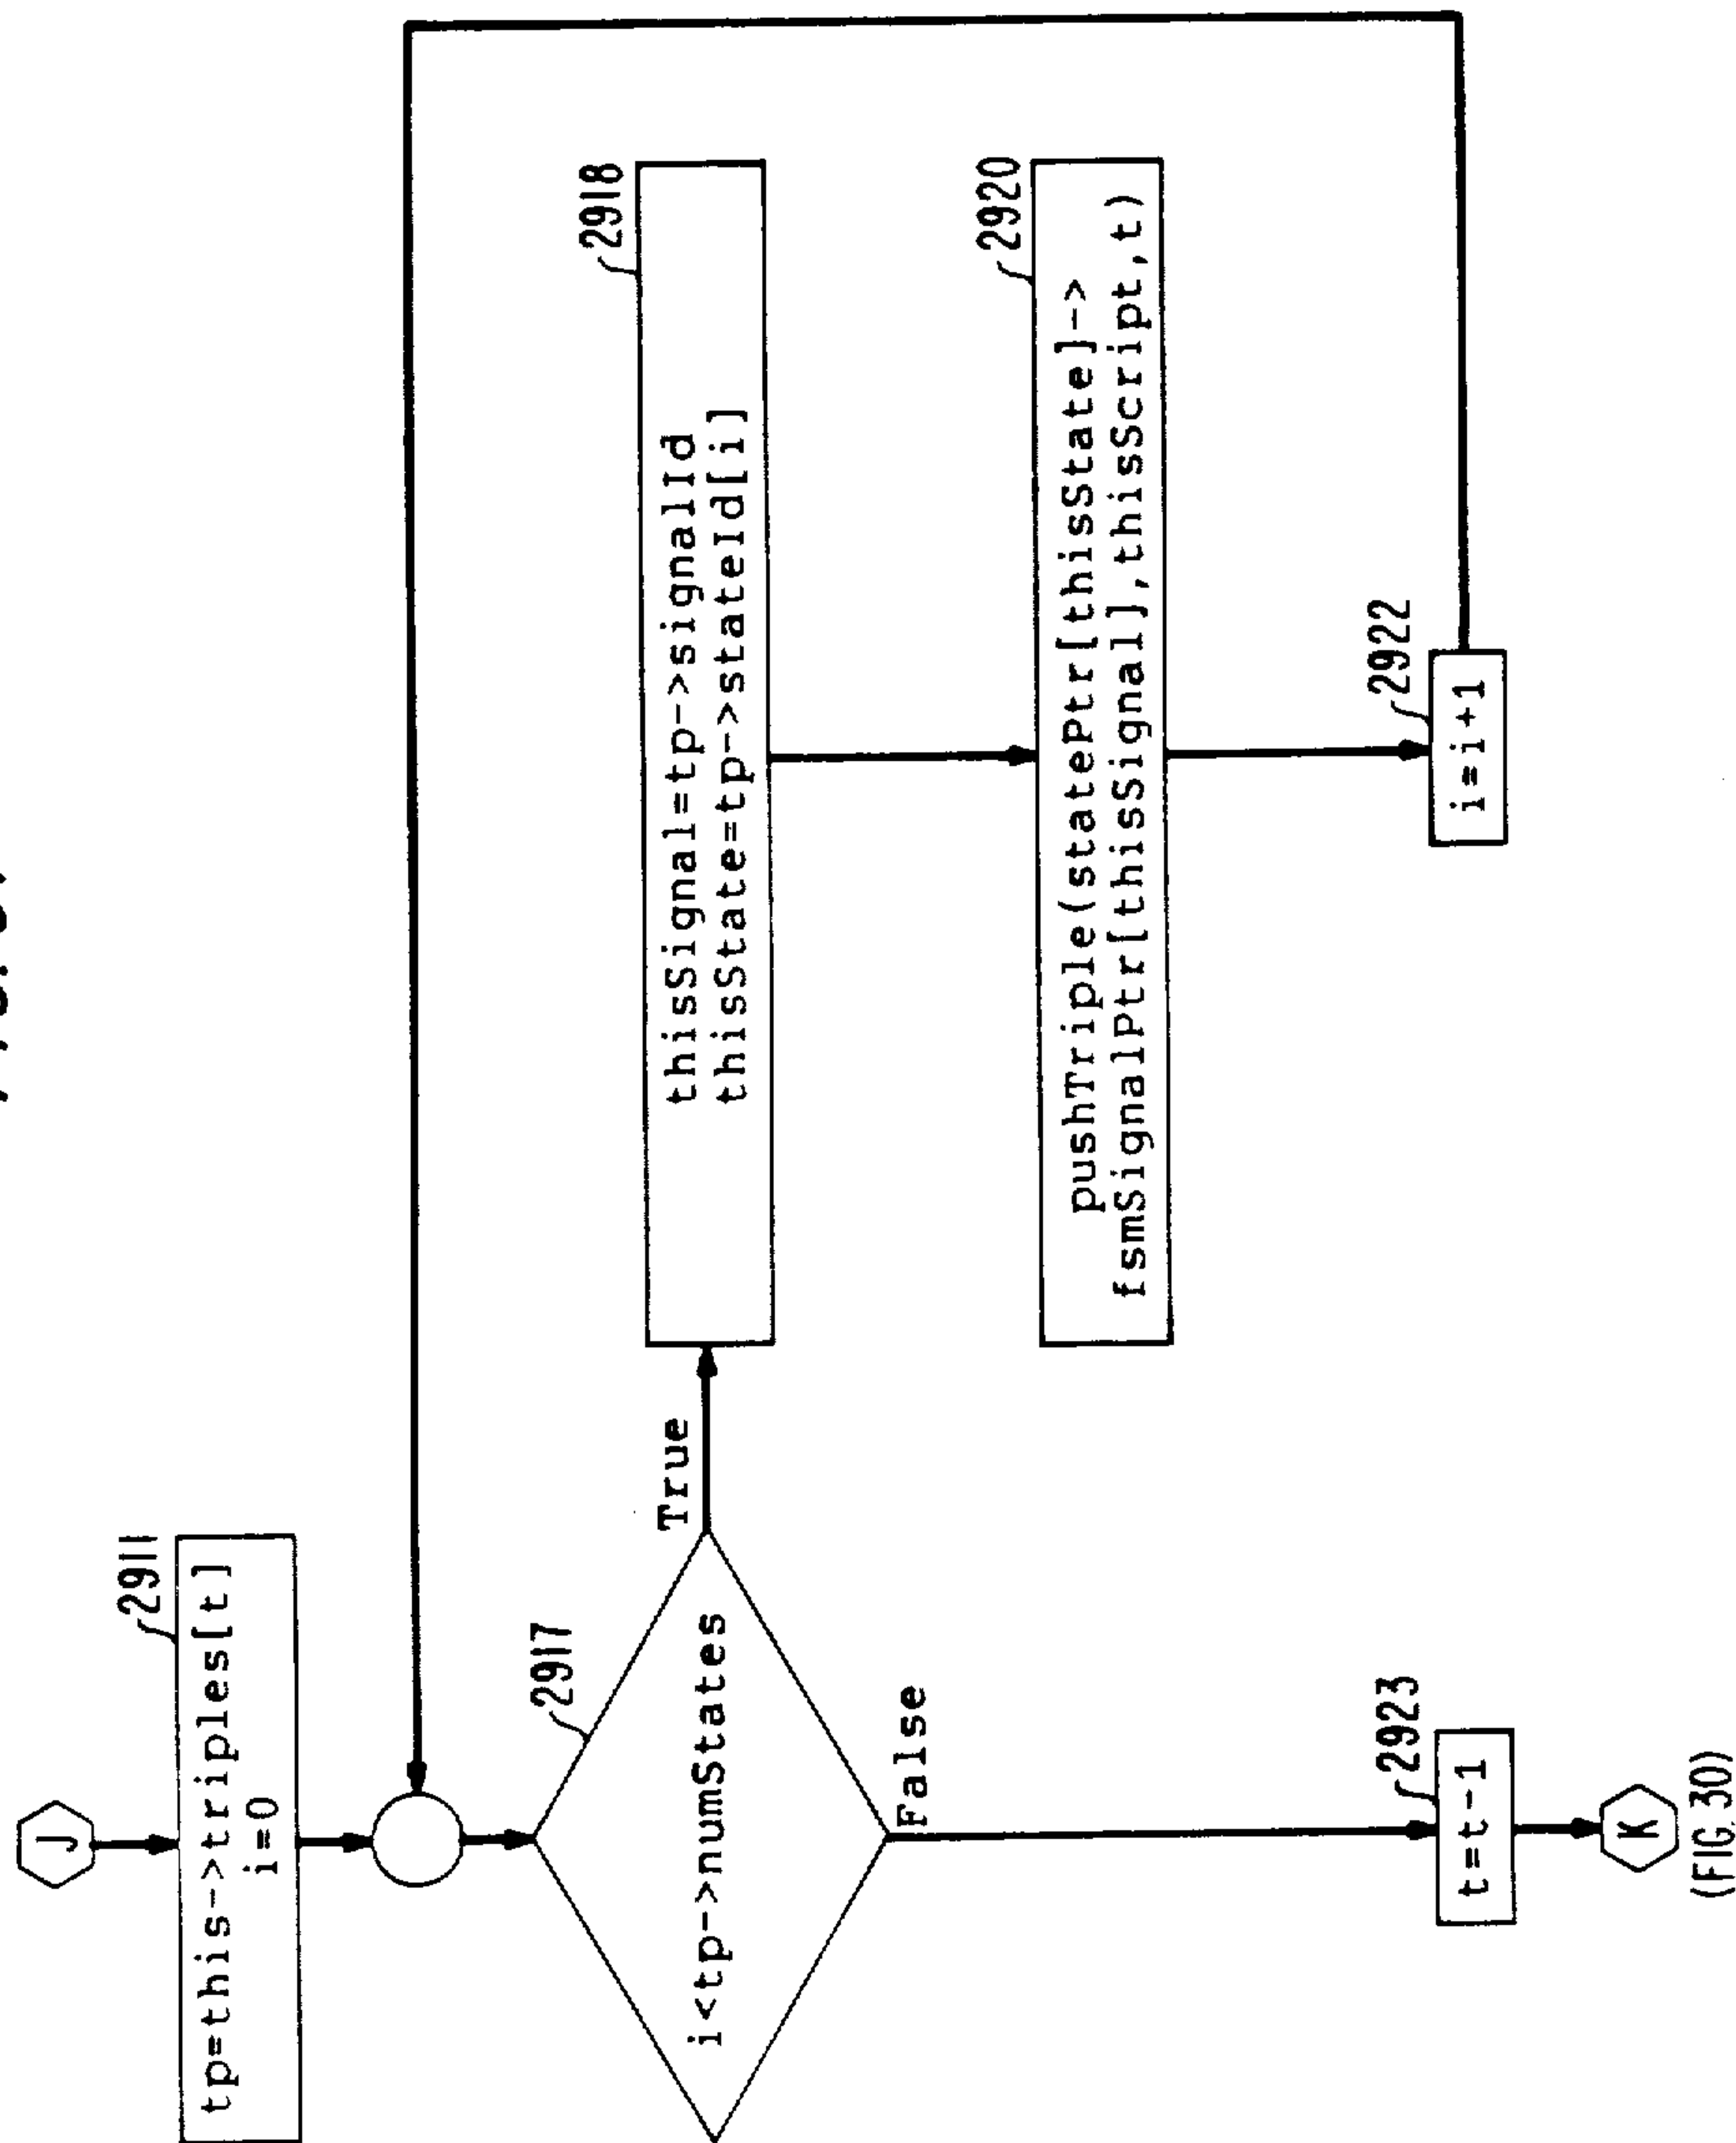 J
2911
tp=this->triples[t]
i=0
2917
i<tp->numStates
True
2918
thisSignal=tp->signalId
thisState=tp->stateId[i]
2920
pushTriple(statePtr[thisState]->
fsmSignalPtr[thisSignal],thisScript,t)
2922
i=i+1
False
2923
t=t-1
K
(FIG. 30)